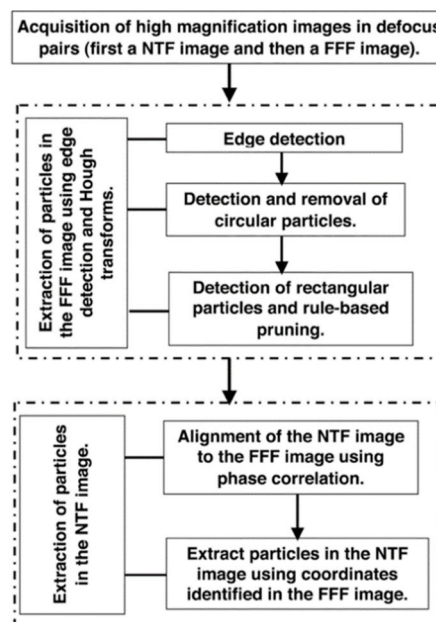 Acquisition of high magnification images in defocus
pairs (first a NTF image and then a FFF image).
Extraction of particles in
the FFF image using edge
detection and Hough
transforms.
Edge detection
Detection and removal of
circular particles.
Detection of rectangular
particles and rule-based
pruning.
Extraction of particles
in the NTF image.
Alignment of the NTF image
to the FFF image using
phase correlation.
Extract particles in the NTF
image using coordinates
identified in the FFF image.